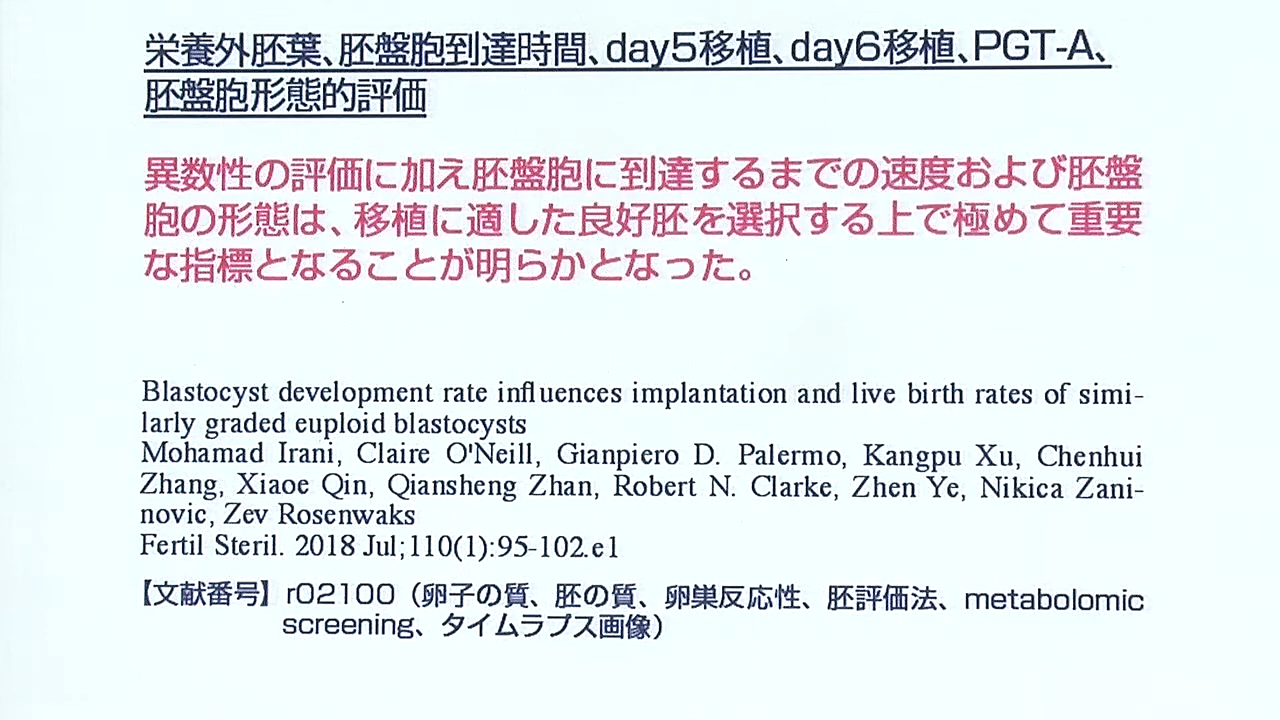 栄養外胚葉、胚盤胞到達時間、day5移植、day6移植、PGT-A、
胚盤胞形態的評価
異数性の評価に加え胚盤胞に到達するまでの速度および胚盤
胞の形態は、移植に適した良好胚を選択する上で極めて重要
な指標となることが明らかとなった。
Blastocyst development rate influences implantation and live birth rates of simi-
larly graded euploid blastocysts
Mohamad Irani, Claire O'Neill, Gianpiero D. Palermo, Kangpu Xu, Chenhui
Zhang, Xiaoe Qin, Qiansheng Zhan, Robert N. Clarke, Zhen Ye, Nikica Zani-
novic, Zev Rosenwaks
Fertil Steril. 2018 Jul;110(1):95-102.e1
【文献番号】r02100（卵子の質、胚の質、卵巣反応性、胚評価法、metabolomic
screening、タイムラプス画像）